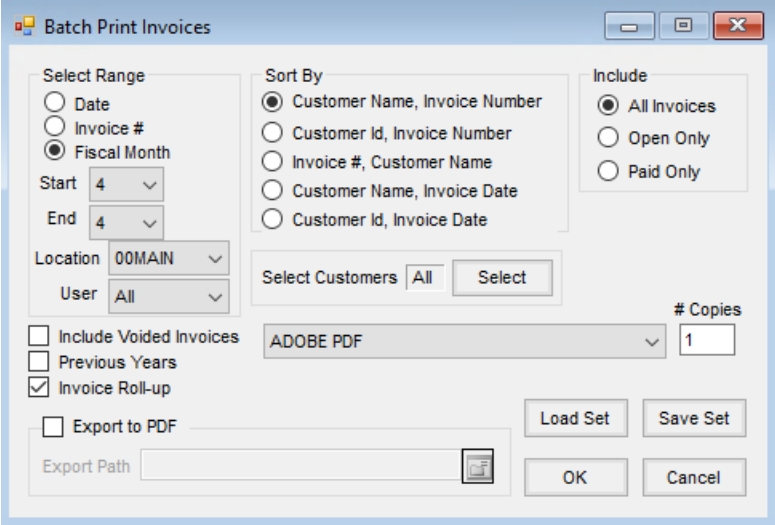 Batch Print Invoices
Select Range
Date
Invoice #
Fiscal Month
Start 4
End 4
Location 00MAIN
User All
Sort By
Customer Name, Invoice Number
Customer Id, Invoice Number
Invoice #, Customer Name
Customer Name, Invoice Date
Customer Id, Invoice Date
Include
All Invoices
Open Only
Paid Only
Select Customers All Select
Include Voided Invoices
Previous Years
Invoice Roll-up
ADOBE PDF
# Copies
1
Export to PDF
Export Path
Load Set Save Set
OK Cancel